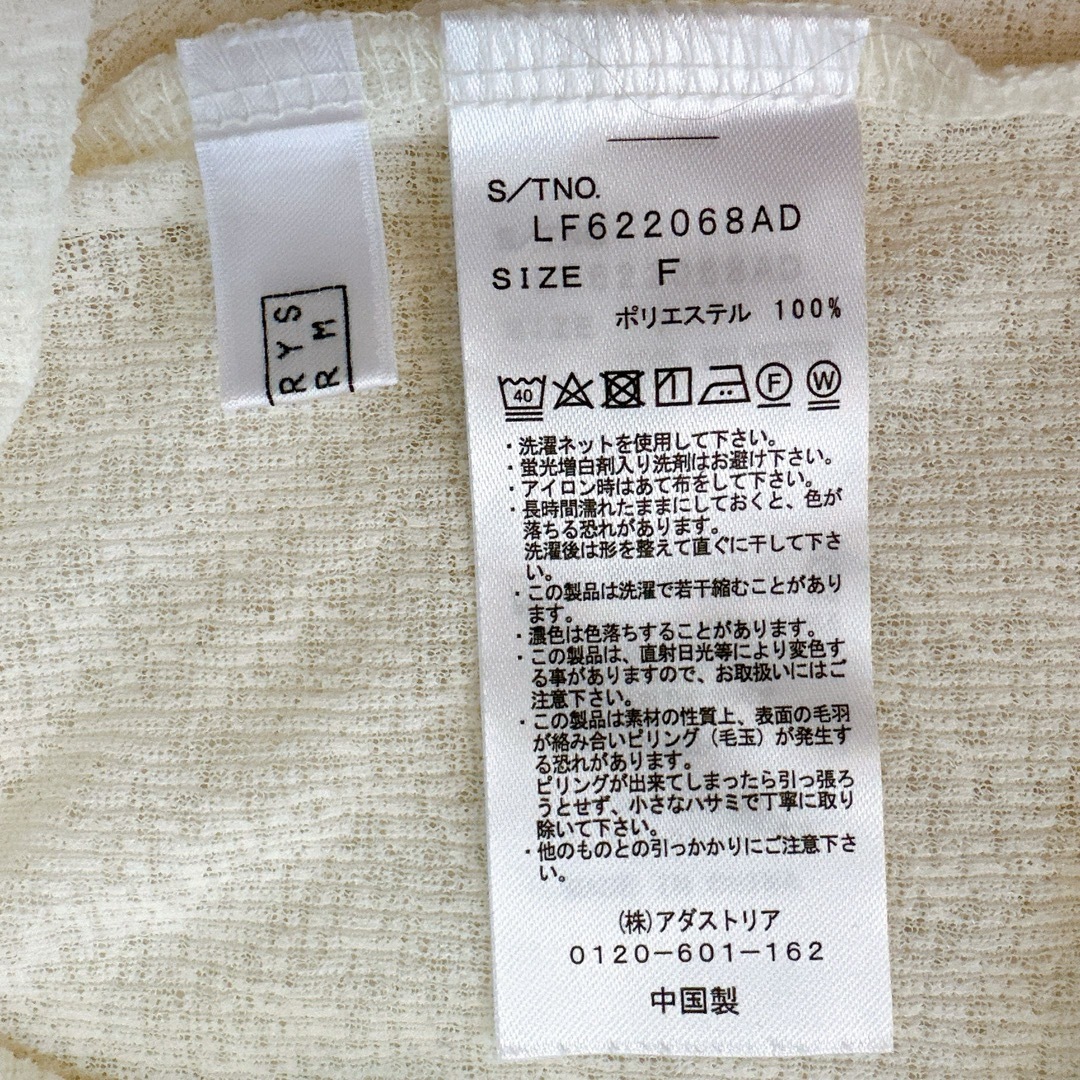 RYS
RM
S/TNO.
LF622068AD
SIZE F
ポリエステル 100%
40 F W
・洗濯ネットを使用して下さい。
・蛍光増白剤入り洗剤はお避け下さい。
・アイロン時はあて布をして下さい。
・長時間濡れたままにしておくと、色が
落ちる恐れがあります。
洗濯後は形を整えて直ぐに干して下さ
い。
・この製品は洗濯で若干縮むことがあり
ます。
・濃色は色落ちすることがあります。
・この製品は、直射日光等により変色す
る事がありますので、お取扱いにはご
注意下さい。
・この製品は素材の性質上、表面の毛羽
が絡み合いピリング（毛玉）が発生す
る恐れがあります。
ピリングが出来てしまったら引っ張ろ
うとせず、小さなハサミで丁寧に取り
除いて下さい。
・他のものとの引っかかりにご注意下さ
い。
(株)アダストリア
0120-601-162
中国製